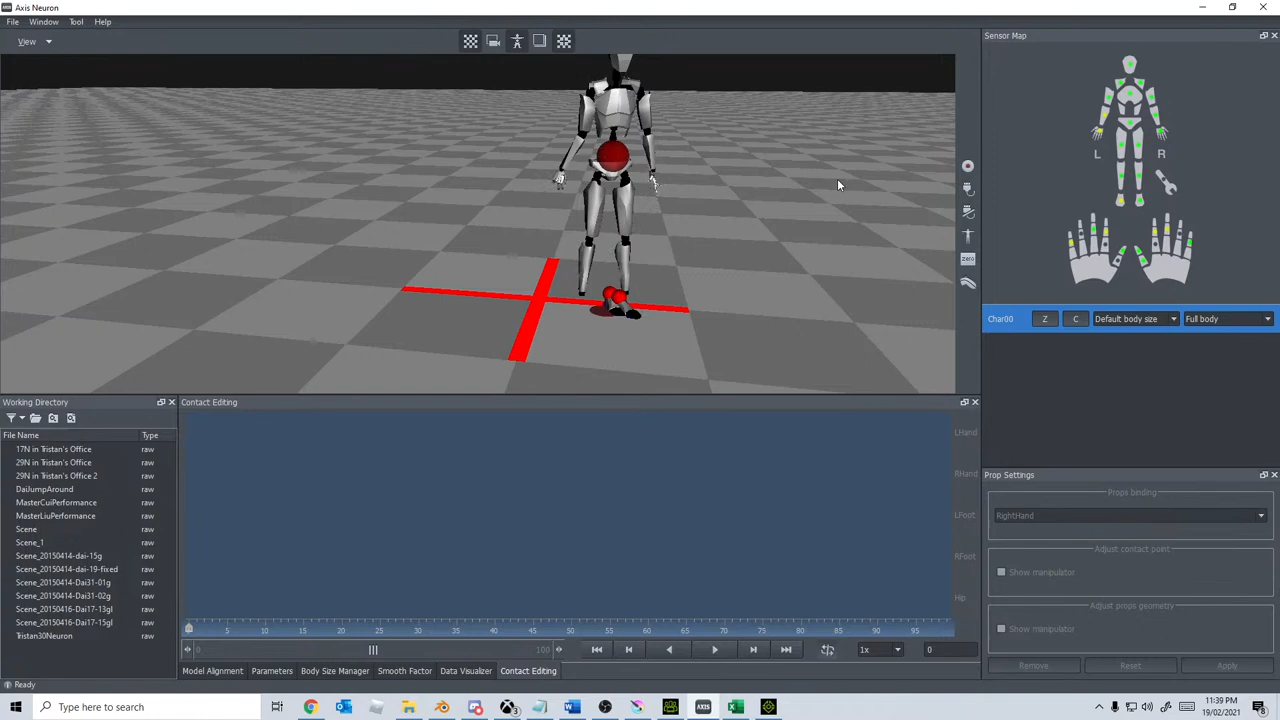 Axis Neuron
File Window Tool Help
View
Sensor Map
L R
zero
Char00 Z C Default body size Full body
Working Directory
Contact Editing
File Name Type
17N in Tristan's Office raw
29N in Tristan's Office raw
29N in Tristan's Office 2 raw
DaiJumpAround raw
MasterCuiPerformance raw
MasterLiuPerformance raw
Scene raw
Scene_1 raw
Scene_20150414-dai-15g raw
Scene_20150414-dai-19-fixed raw
Scene_20150414-Dai31-01g raw
Scene_20150414-Dai31-02g raw
Scene_20150416-Dai17-13gl raw
Scene_20150416-Dai17-15gl raw
Tristan30Neuron raw
LHand
RHand
LFoot
RFoot
Hip
5 10 15 20 25 30 35 40 45 50 55 60 65 70 75 80 85 90 95
0 100 1x 0
Model Alignment Parameters Body Size Manager Smooth Factor Data Visualizer Contact Editing
Prop Settings
Props binding
RightHand
Adjust contact point
Show manipulator
Adjust props geometry
Show manipulator
Remove Reset Apply
Ready
Type here to search
AXIS
11:39 PM
19/02/2021